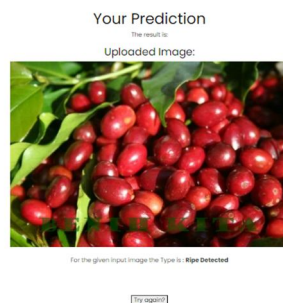 Your Prediction
The result is:
Uploaded Image:
For the given input image the Type is : Ripe Detected
Try again?